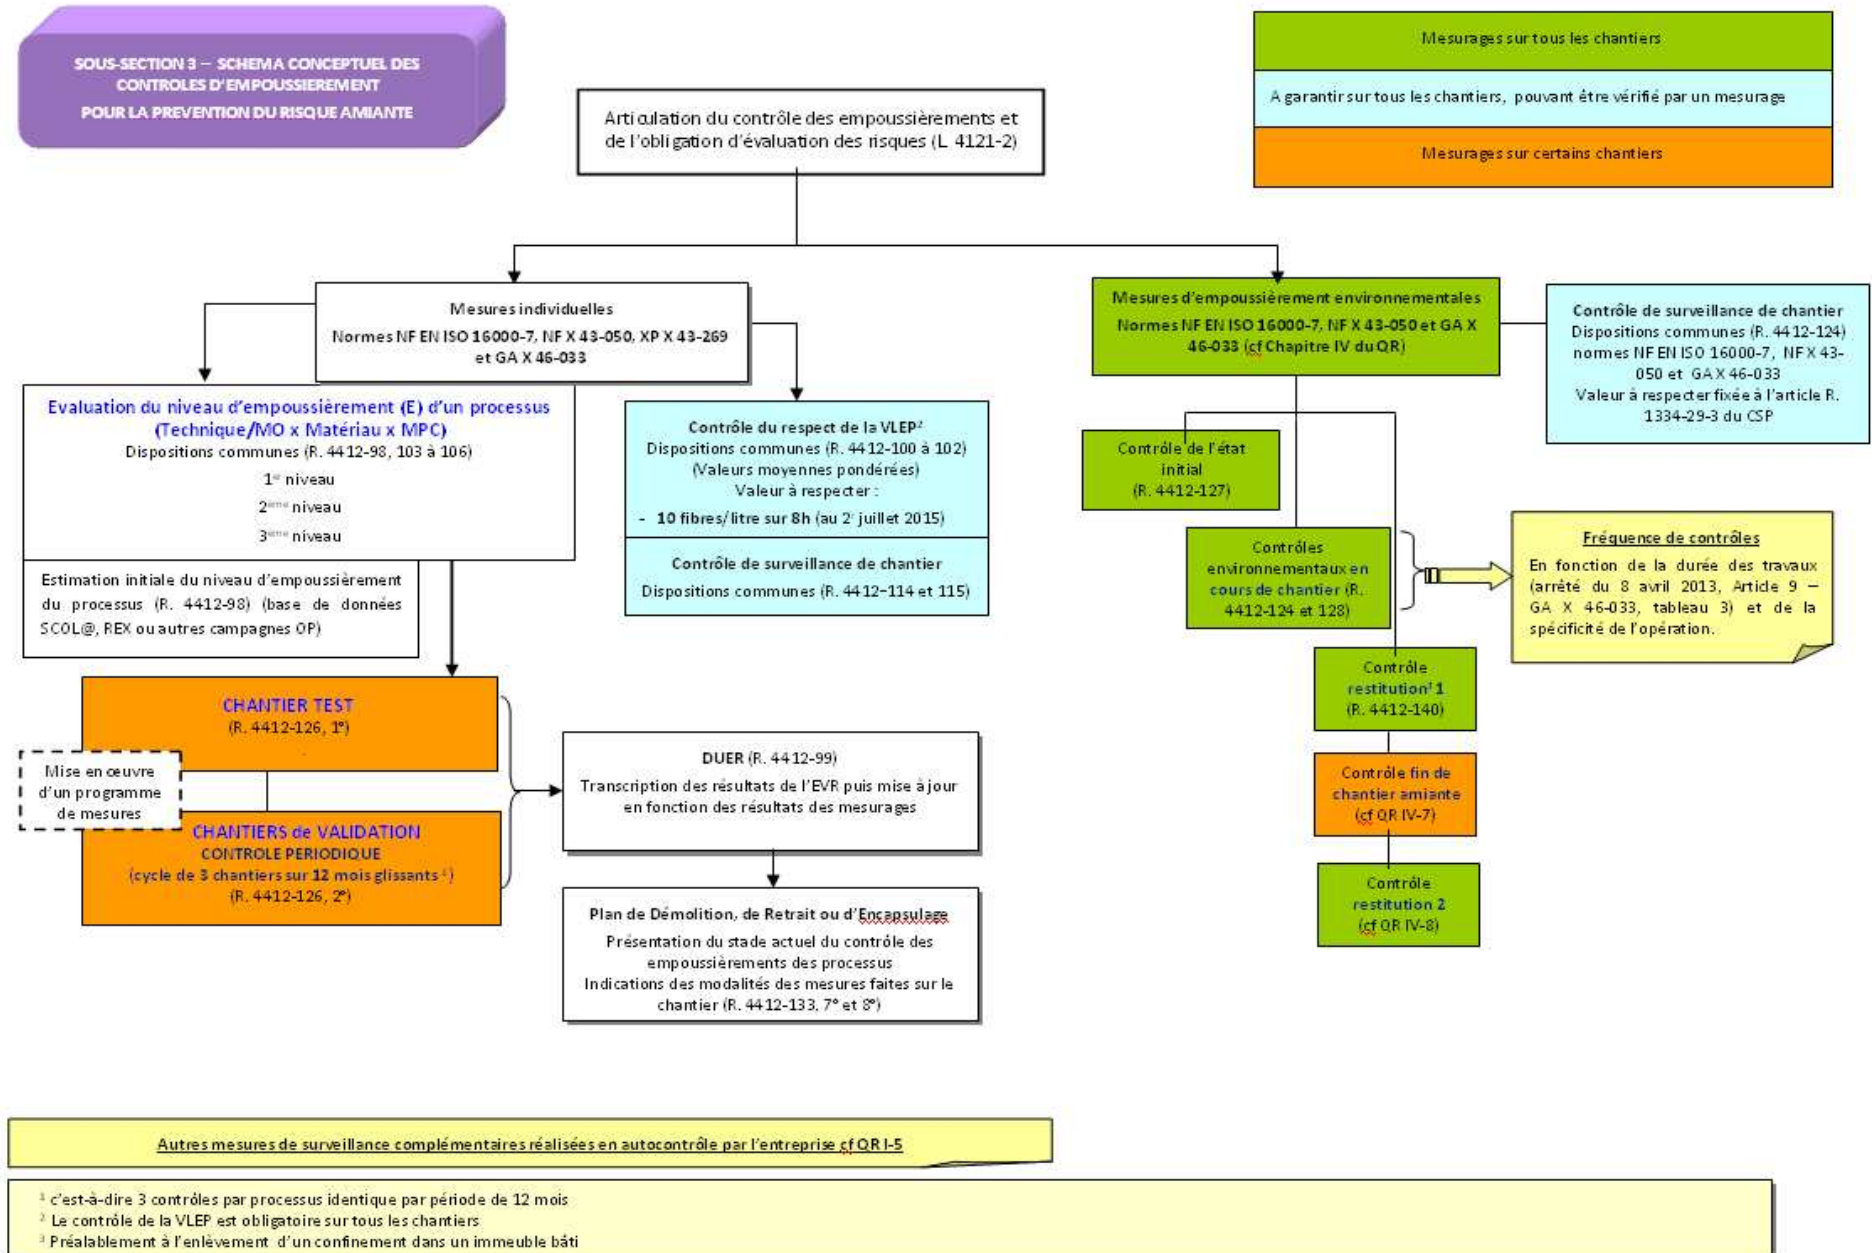 SOUS-SECTION 3 – SCHEMA CONCEPTUEL DES
CONTROLES D'EMPOUSSIEREMENT
POUR LA PREVENTION DU RISQUE AMIANTE
Mesurages sur tous les chantiers
A garantir sur tous les chantiers, pouvant être vérifié par un mesurage
Mesurages sur certains chantiers
Articulation du contrôle des empoussièrements et
de l'obligation d'évaluation des risques (L 4121-2)
Mesures individuelles
Normes NF EN ISO 16000-7, NF X 43-050, XP X 43-269
et GA X 46-033
Evaluation du niveau d'empoussièrement (E) d'un processus
(Technique/MO x Matériau x MPC)
Dispositions communes (R. 4412-98, 103 à 106)
1er niveau
2ème niveau
3ème niveau
Estimation initiale du niveau d'empoussièrement
du processus (R. 4412-98) (base de données
SCOL@, REX ou autres campagnes OP)
Contrôle du respect de la VLEP²
Dispositions communes (R. 4412-100 à 102)
(Valeurs moyennes pondérées)
Valeur à respecter :
- 10 fibres/litre sur 8h (au 2 juillet 2015)
Contrôle de surveillance de chantier
Dispositions communes (R. 4412-114 et 115)
CHANTIER TEST
(R. 4412-126, 1°)
Mise en œuvre
d'un programme
de mesures
CHANTIERS de VALIDATION
CONTROLE PERIODIQUE
(cycle de 3 chantiers sur 12 mois glissants ¹)
(R. 4412-126, 2°)
DUER (R. 4412-99)
Transcription des résultats de l'EVR puis mise à jour
en fonction des résultats des mesurages
Plan de Démolition, de Retrait ou d'Encapsulage
Présentation du stade actuel du contrôle des
empoussièrements des processus
Indications des modalités des mesures faites sur le
chantier (R. 4412-133, 7° et 8°)
Mesures d'empoussièrement environnementales
Normes NF EN ISO 16000-7, NF X 43-050 et GA X
46-033 (cf Chapitre IV du QR)
Contrôle de surveillance de chantier
Dispositions communes (R. 4412-124)
normes NF EN ISO 16000-7, NF X 43-
050 et GA X 46-033
Valeur à respecter fixée à l'article R.
1334-29-3 du CSP
Contrôle de l'état
initial
(R. 4412-127)
Contrôles
environnementaux en
cours de chantier (R.
4412-124 et 128)
Fréquence de contrôles
En fonction de la durée des travaux
(arrêté du 8 avril 2013, Article 9 –
GA X 46-033, tableau 3) et de la
spécificité de l'opération.
Contrôle
restitution³ 1
(R. 4412-140)
Contrôle fin de
chantier amiante
(cf QR IV-7)
Contrôle
restitution 2
(cf QR IV-8)
Autres mesures de surveillance complémentaires réalisées en autocontrôle par l'entreprise cf QR I-5
¹ c'est-à-dire 3 contrôles par processus identique par période de 12 mois
² Le contrôle de la VLEP est obligatoire sur tous les chantiers
³ Préalablement à l'enlèvement d'un confinement dans un immeuble bâti